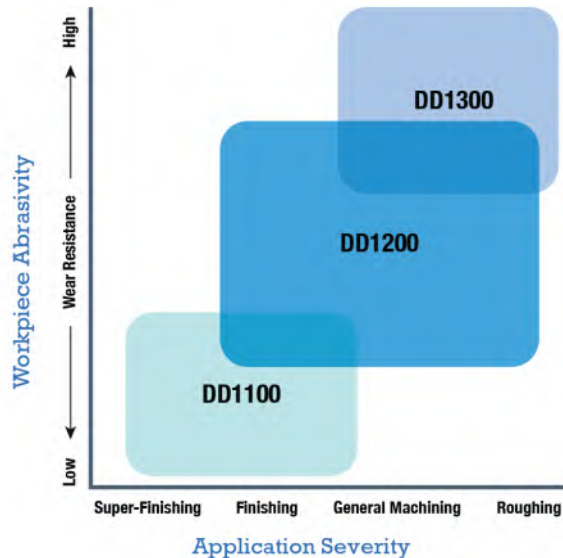 High
DD1300
Workpiece Abrasivity
Wear Resistance
DD1200
DD1100
Low
Super-Finishing
Finishing
General Machining
Roughing
Application Severity